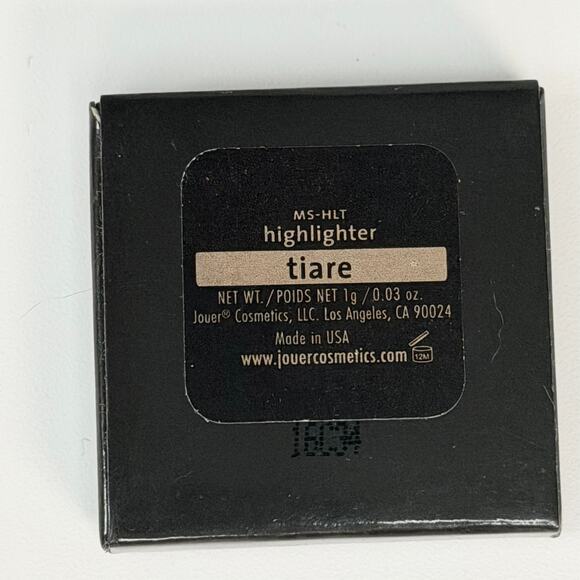 MS-HLT
highlighter
tiare
NET WT./POIDS NET 1g/0.03 oz.
Jouer® Cosmetics, LLC. Los Angeles, CA 90024
Made in USA
www.jouercosmetics.com 12M